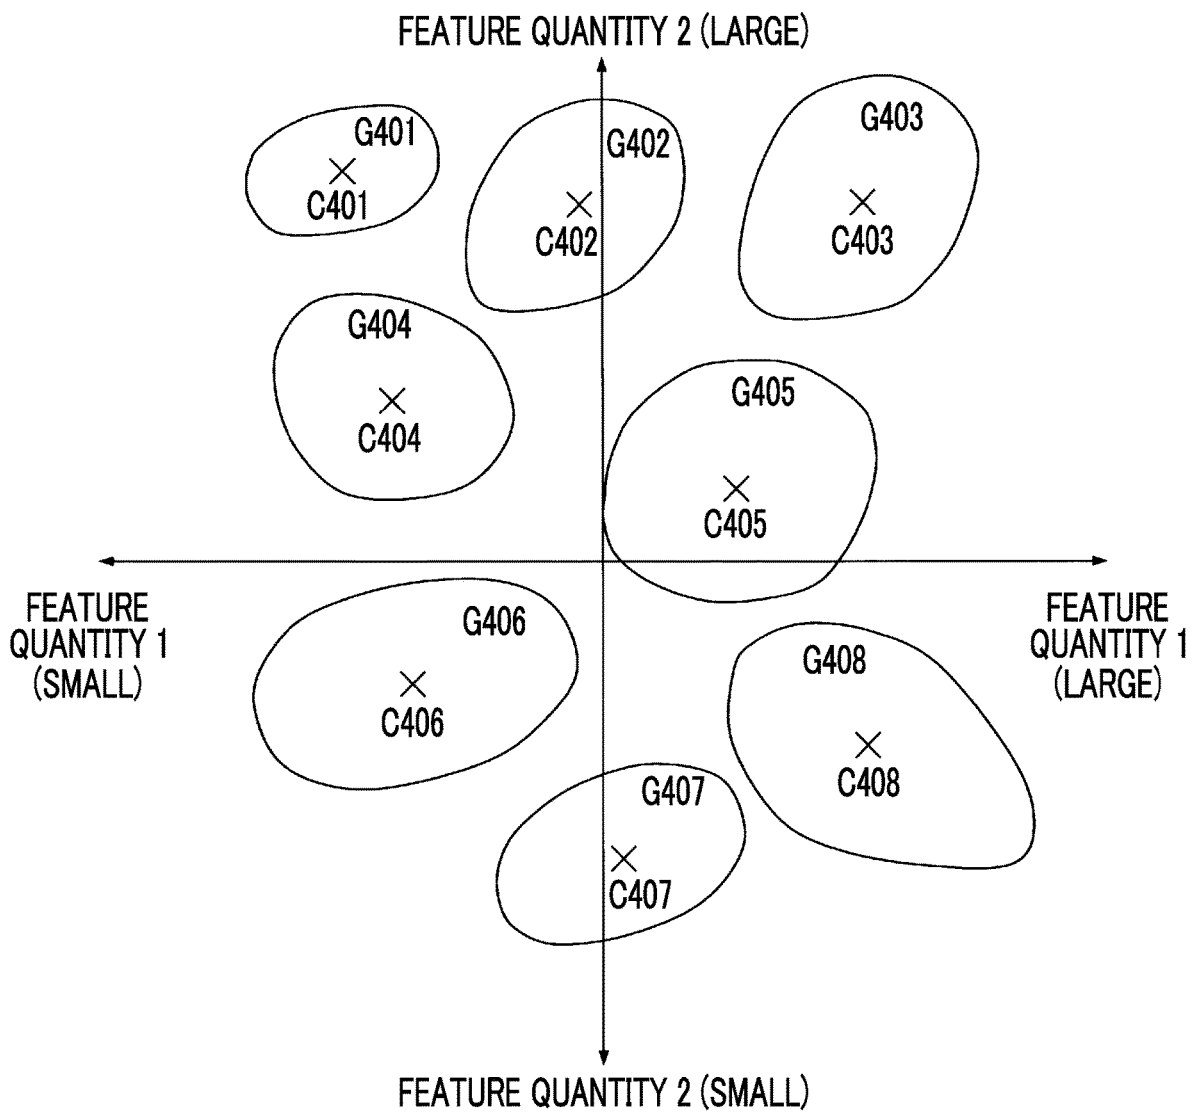 FEATURE QUANTITY 2 (LARGE)
G401
C401
G402
C402
G403
C403
G404
C404
G405
C405
FEATURE
QUANTITY 1
(SMALL)
FEATURE
QUANTITY 1
(LARGE)
G406
C406
G408
C408
G407
C407
FEATURE QUANTITY 2 (SMALL)